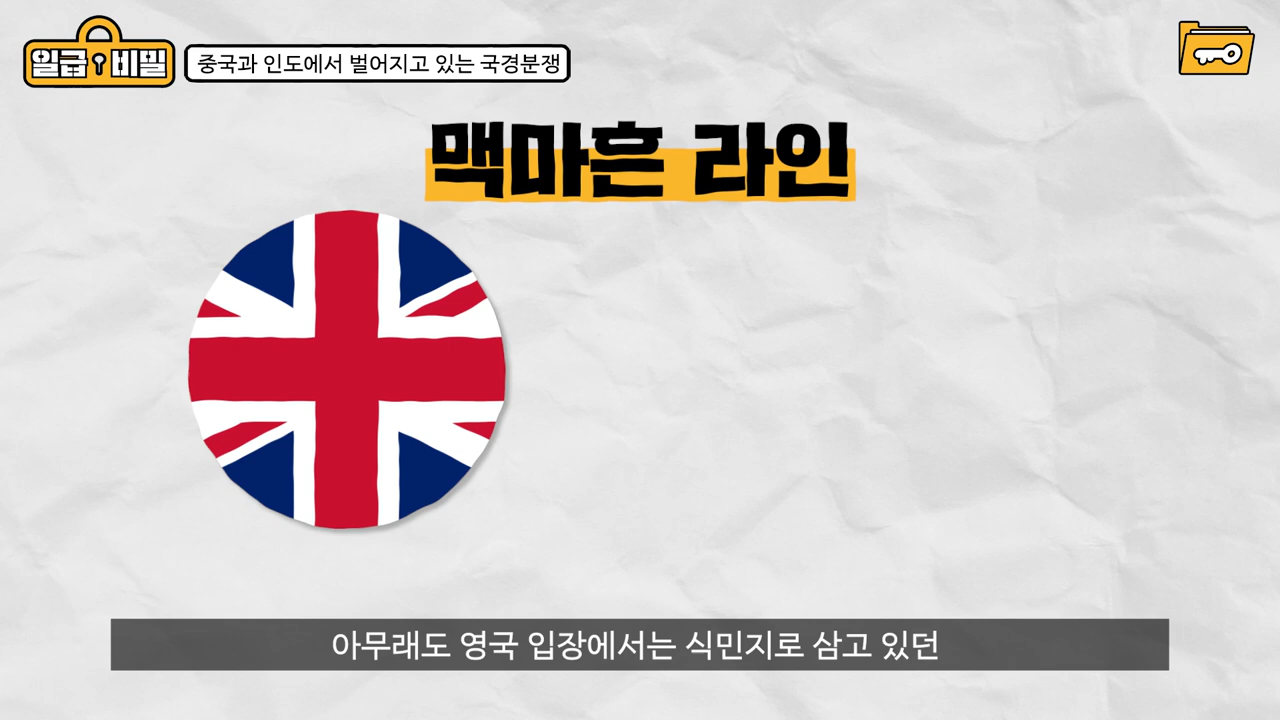 일급비밀
중국과 인도에서 벌어지고 있는 국경분쟁
맥마흔 라인
아무래도 영국 입장에서는 식민지로 삼고 있던